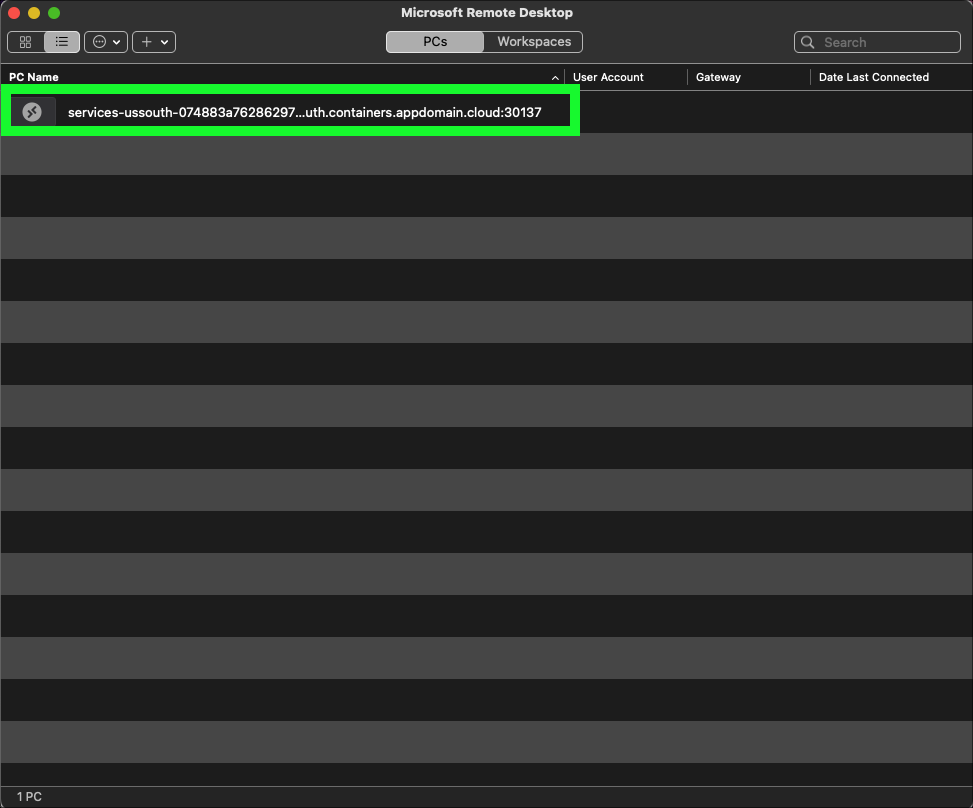 Microsoft Remote Desktop
PCs Workspaces Search
PC Name User Account Gateway Date Last Connected
services-ussouth-074883a76286297...uth.containers.appdomain.cloud:30137
1 PC